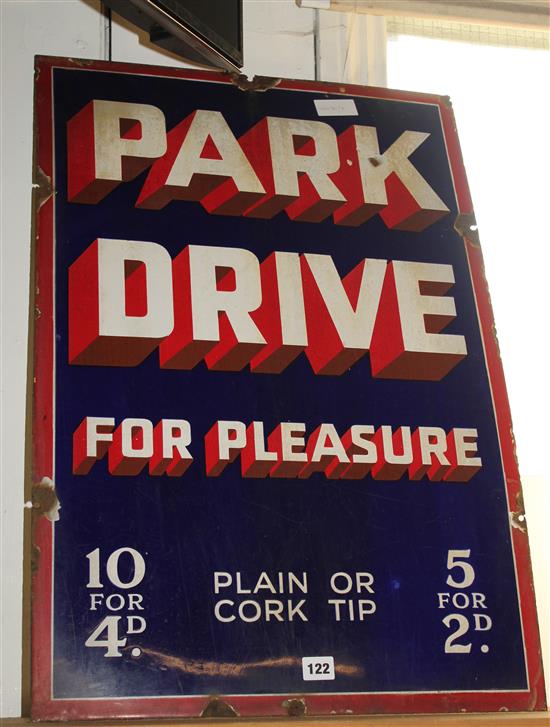 PARK
DRIVE
FOR PLEASURE
10
FOR
4D.
PLAIN OR
CORK TIP
5
FOR
2D.
122